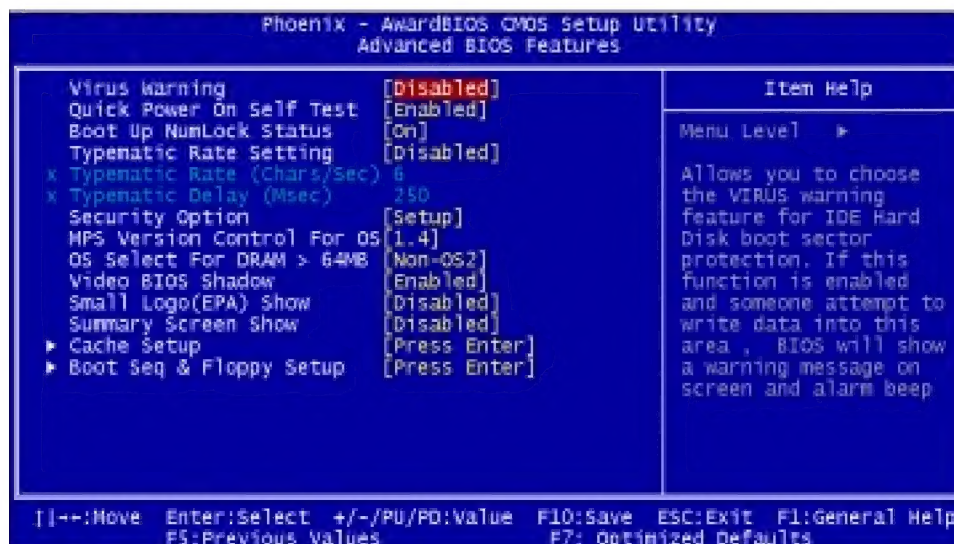 Phoenix - AwardBIOS CMOS Setup Utility
Advanced BIOS Features
Virus Warning [Disabled]
Quick Power On Self Test [Enabled]
Boot Up NumLock Status [On]
Typematic Rate Setting [Disabled]
x Typematic Rate (Chars/Sec) 6
x Typematic Delay (Msec) 250
Security Option [Setup]
MPS Version Control For OS[1.4]
OS Select For DRAM > 64MB [Non-OS2]
Video BIOS Shadow [Enabled]
Small Logo(EPA) Show [Disabled]
Summary Screen Show [Disabled]
► Cache Setup [Press Enter]
► Boot Seq & Floppy Setup [Press Enter]
Item Help
Menu Level ►
Allows you to choose
the VIRUS warning
feature for IDE Hard
Disk boot sector
protection. If this
function is enabled
and someone attempt to
write data into this
area , BIOS will show
a warning message on
screen and alarm beep
↑↓→←:Move Enter:Select +/-/PU/PD:Value F10:Save ESC:Exit F1:General Help
F5:Previous Values F7: Optimized Defaults